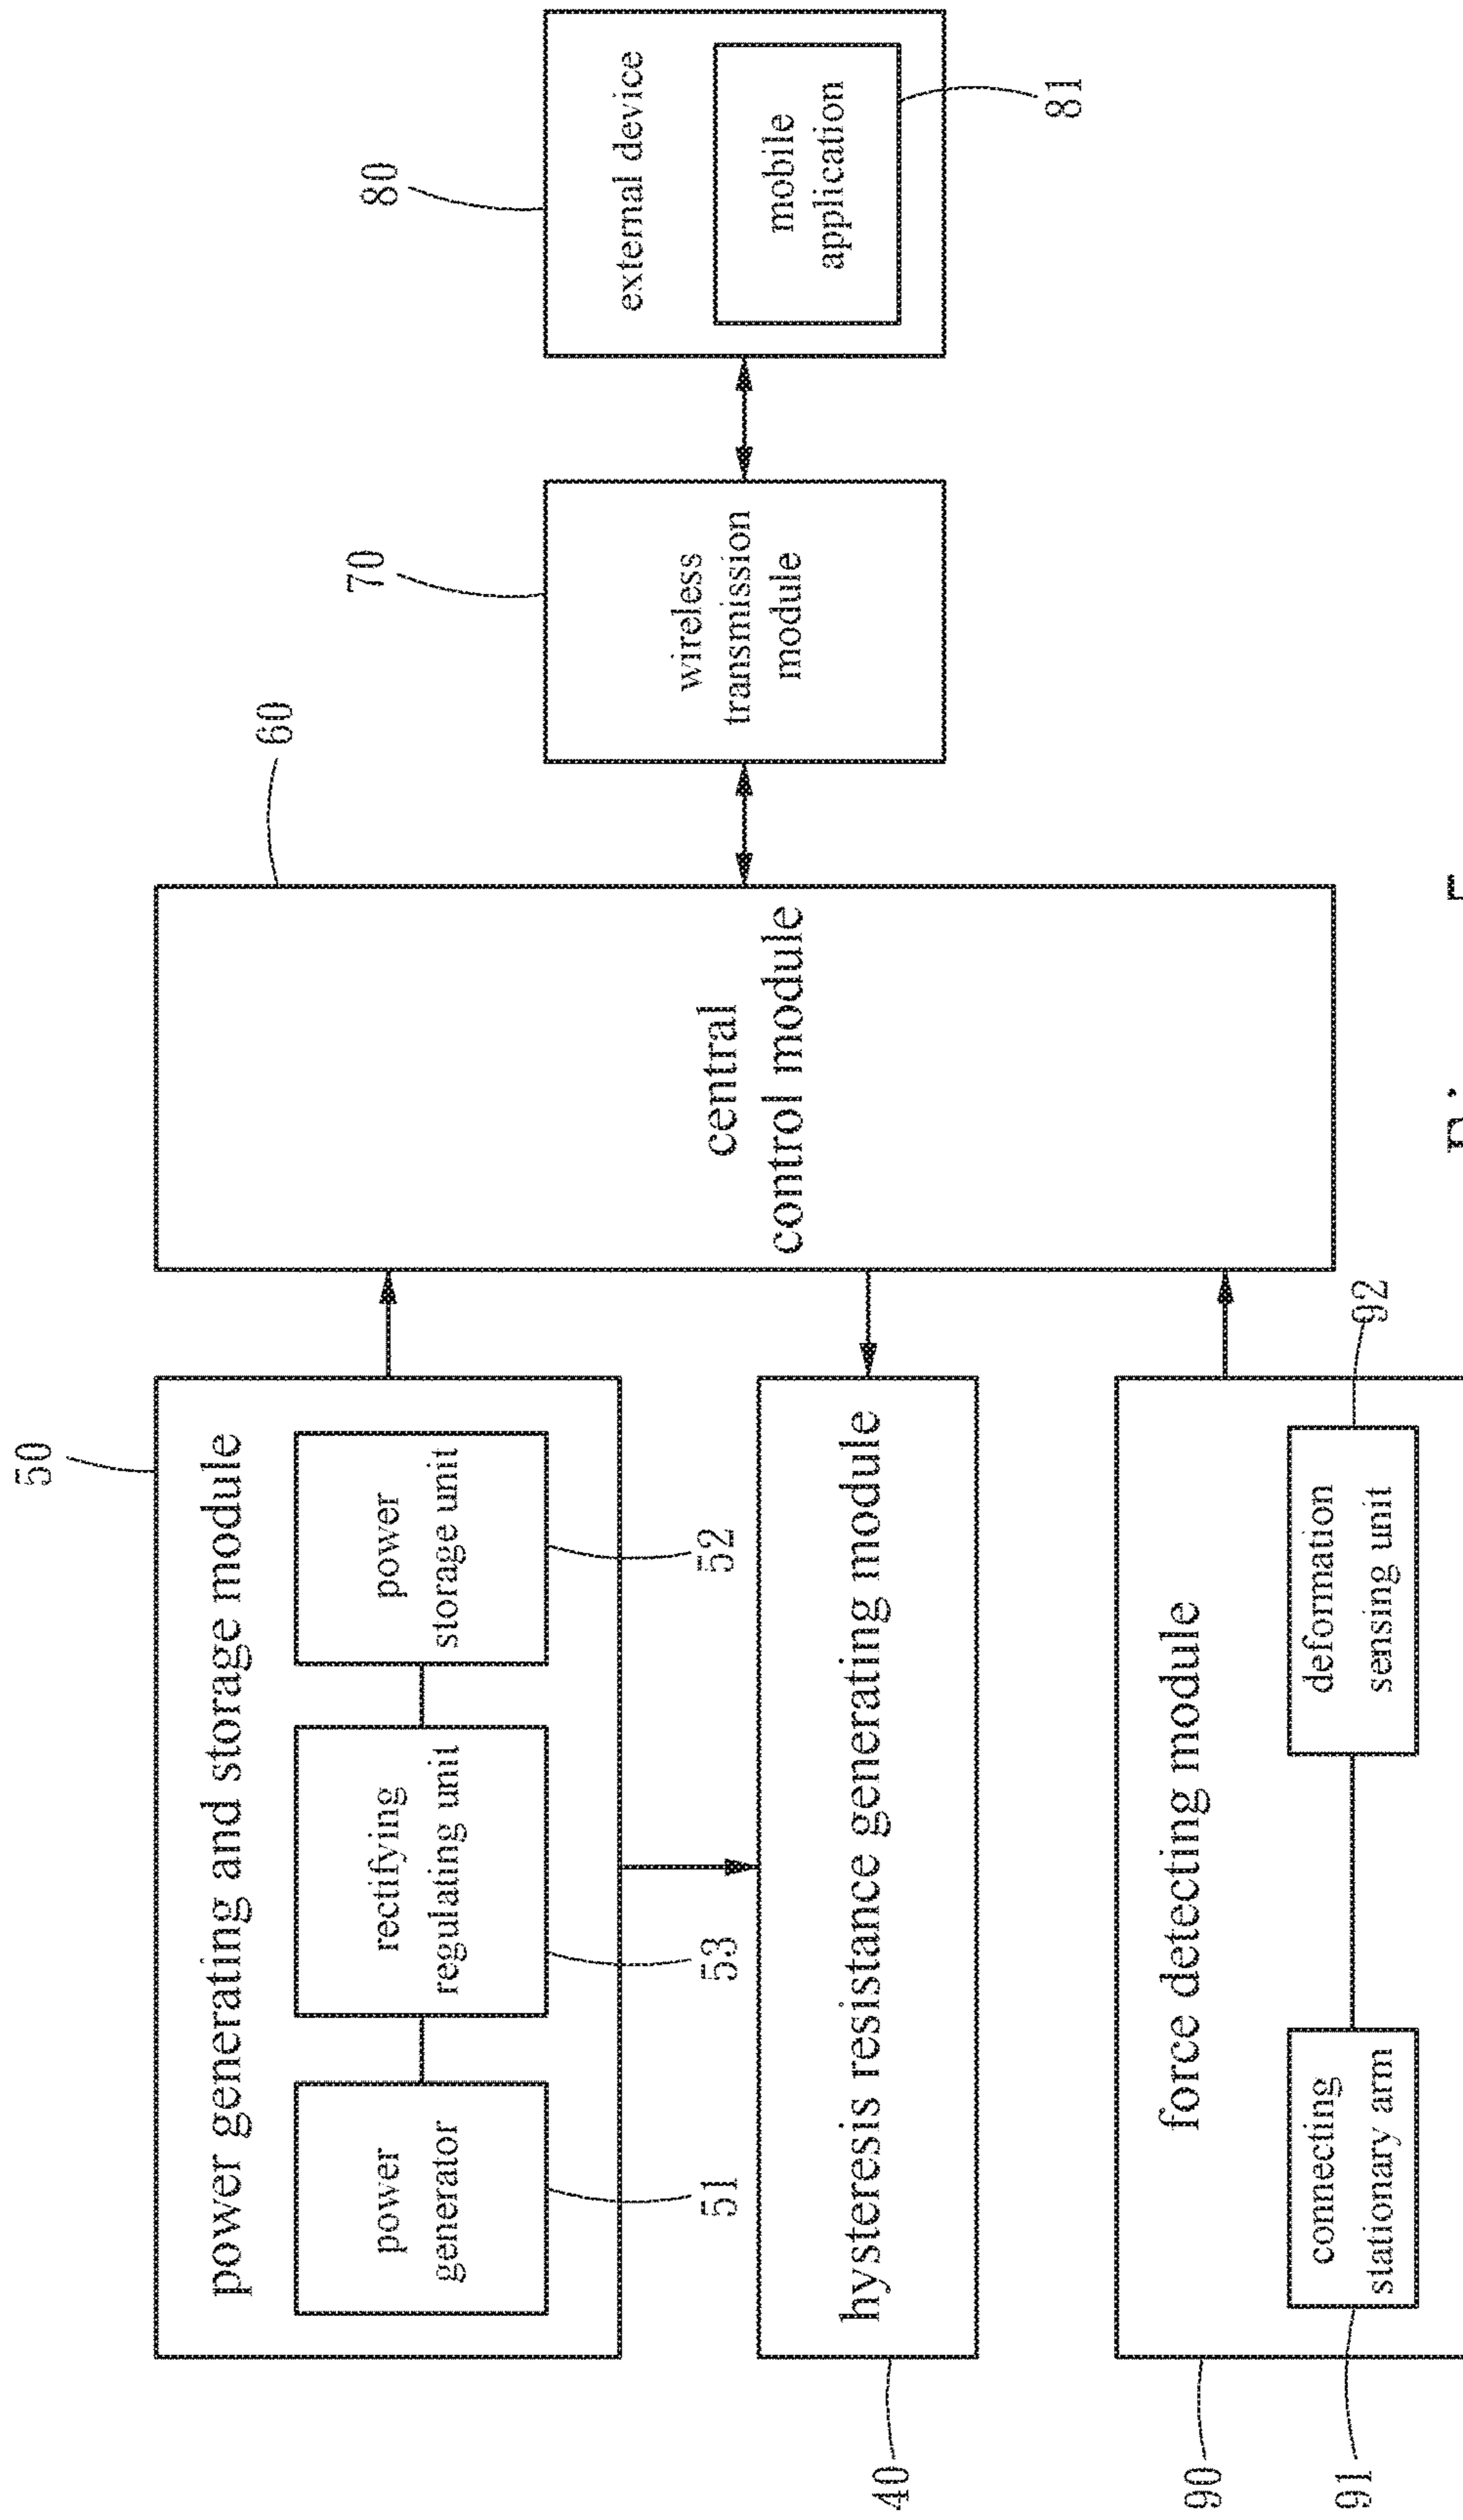 50
power generating and storage module
power
generator
rectifying
regulating unit
power
storage unit
51
53
52
40
hysteresis resistance generating module
90
force detecting module
connecting
stationary arm
deformation
sensing unit
91
92
60
central
control module
70
wireless
transmission
module
80
external device
mobile
application
81